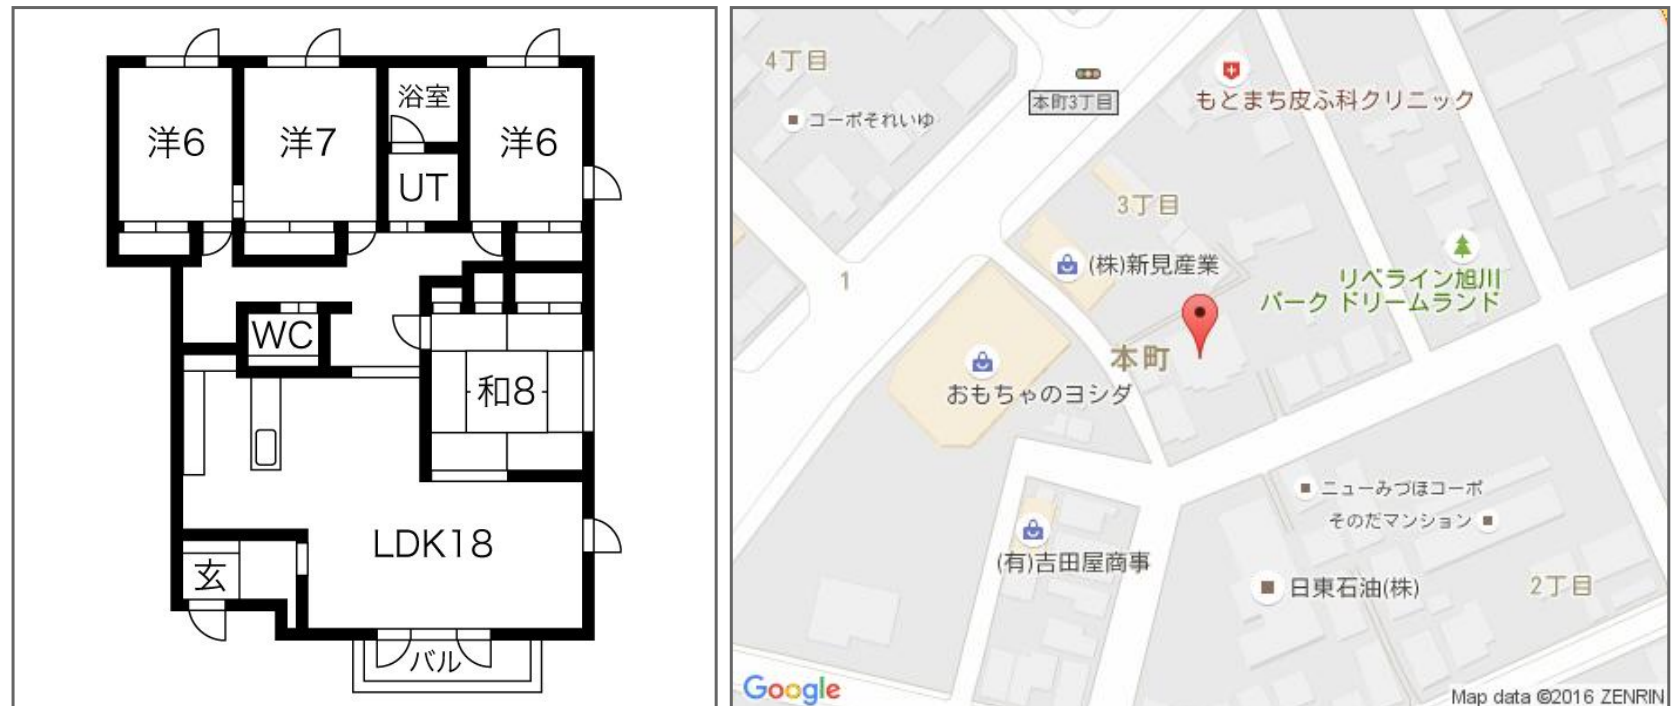 浴室
洋6
洋7
洋6
UT
WC
和8
LDK18
玄
バル
4丁目
コーポそれいゆ
本町3丁目
もとまち皮ふ科クリニック
3丁目
(株)新見産業
1
リベライン旭川
パーク ドリームランド
本町
おもちゃのヨシダ
ニューみづほコーポ
そのだマンション
(有)吉田屋商事
日東石油(株)
2丁目
Google
Map data ©2016 ZENRIN